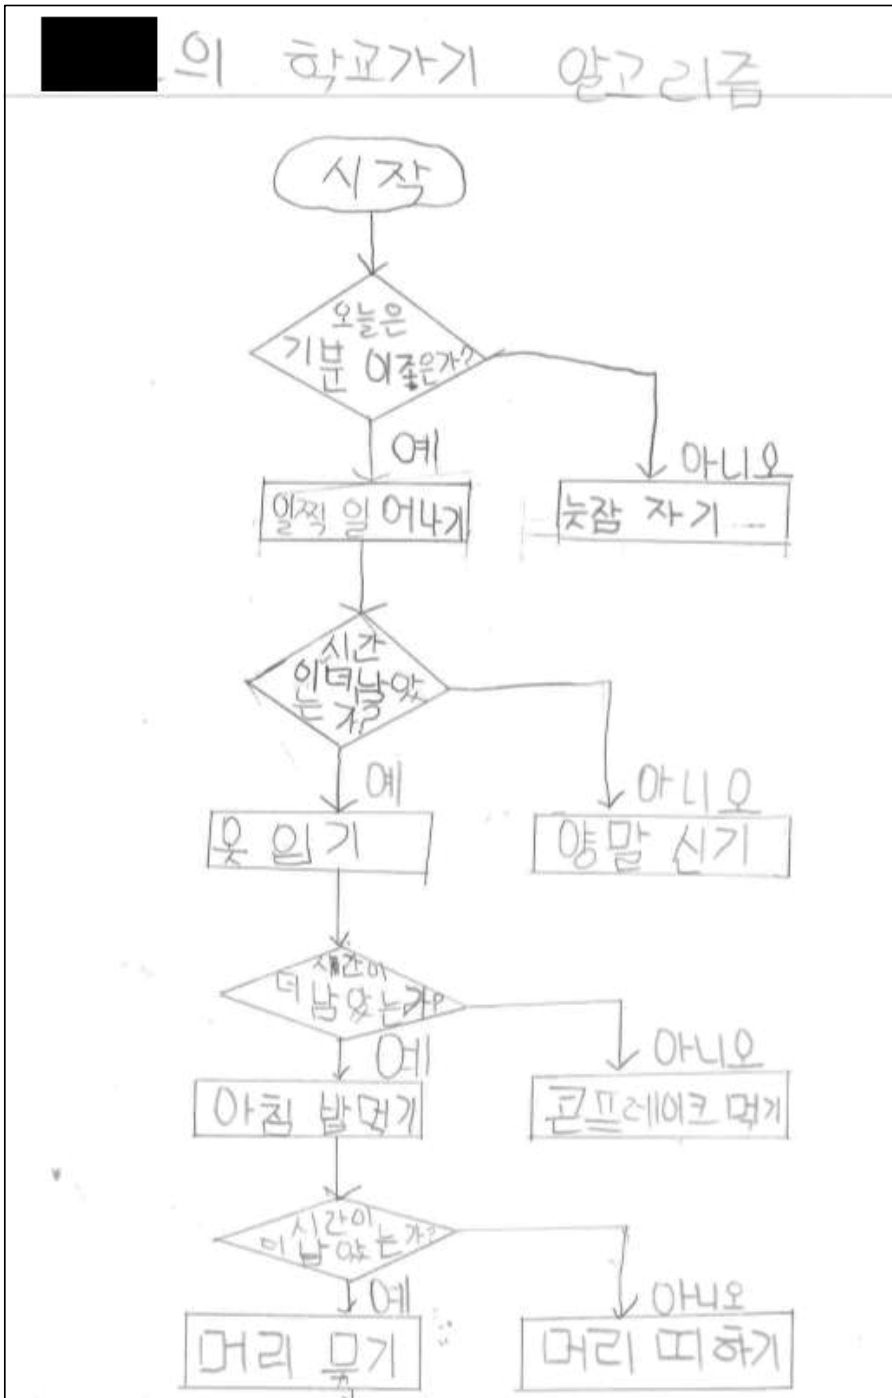 의 학교가기 알고리즘
시작
오늘은
기분이좋은가?
예
아니오
일찍 일어나기
늦잠 자기 ...
시간
이더남았
는가?
예
아니오
옷 입기
양말 신기
시간이
더 남았는가?
예
아니오
아침 밥먹기
콘프레이크 먹기
시간이
더 남았는가?
예
아니오
머리 묶기
머리 띠하기